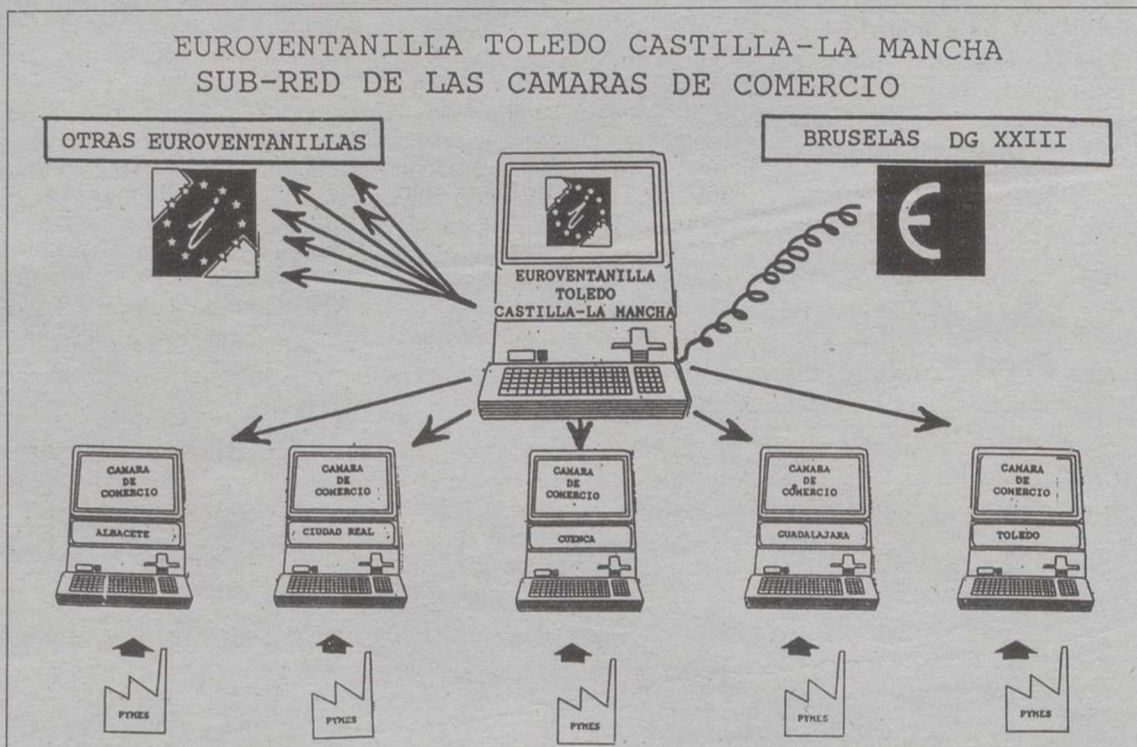 EUROVENTANILLA TOLEDO CASTILLA-LA MANCHA
SUB-RED DE LAS CAMARAS DE COMERCIO
OTRAS EUROVENTANILLAS
BRUSELAS DG XXIII
i
€
EUROVENTANILLA
TOLEDO
CASTILLA-LA MANCHA
CAMARA
DE
COMERCIO
ALBACETE
CAMARA
DE
COMERCIO
CIUDAD REAL
CAMARA
DE
COMERCIO
CUENCA
CAMARA
DE
COMERCIO
GUADALAJARA
CAMARA
DE
COMERCIO
TOLEDO
PYMES
PYMES
PYMES
PYMES
PYMES